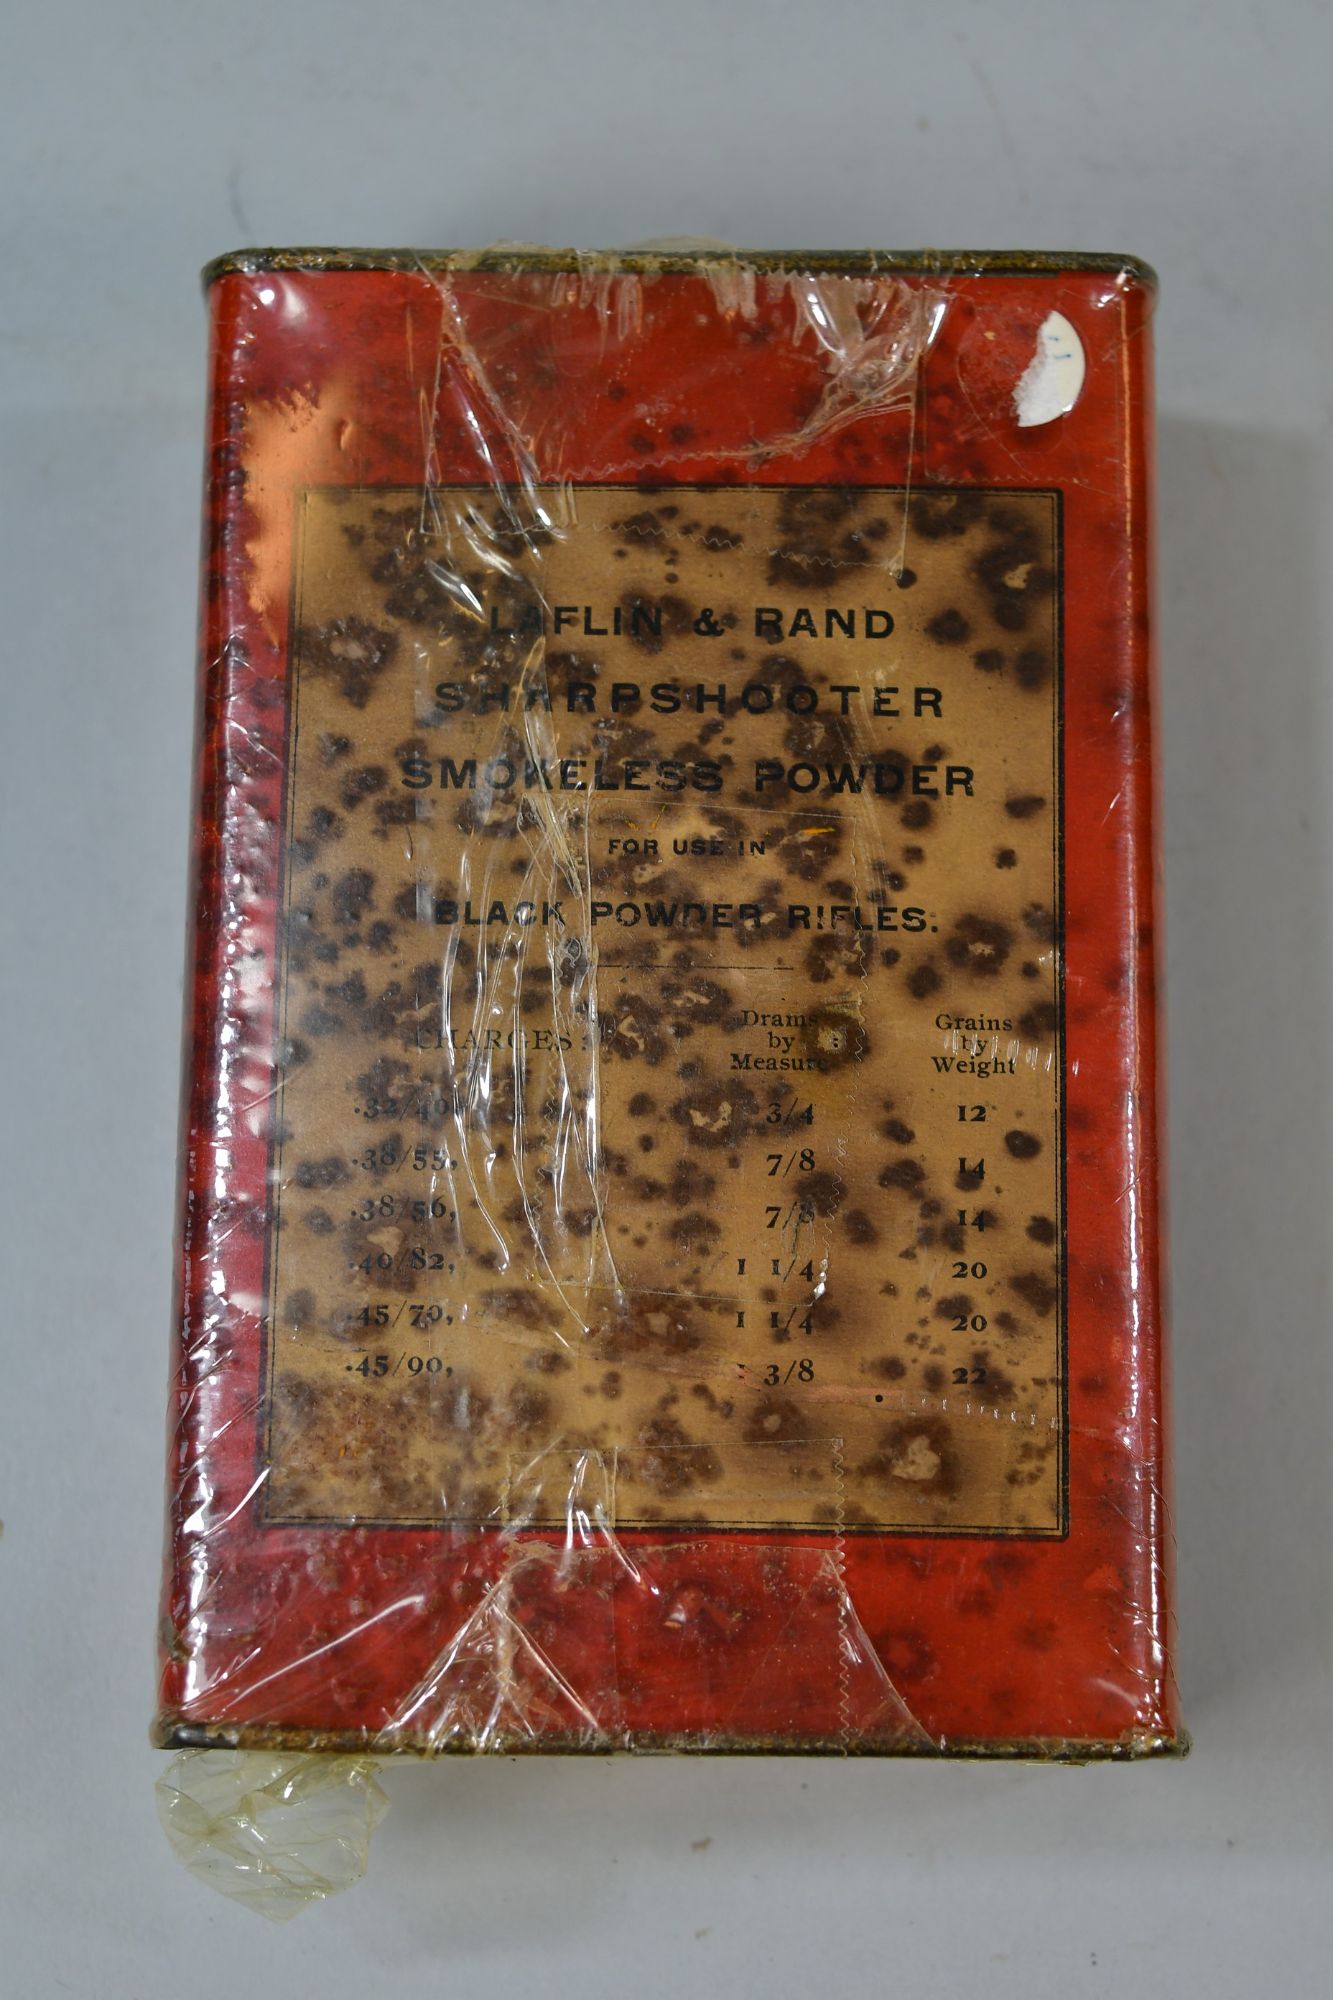 LAFLIN & RAND
SHARPSHOOTER
SMOKELESS POWDER
FOR USE IN
BLACK POWDER RIFLES.
CHARGES: Drams by Measure Grains by Weight
.32/40, 3/4 12
.38/55, 7/8 14
.38/56, 7/8 14
.40/82, 1 1/4 20
.45/70, 1 1/4 20
.45/90, 1 3/8 22